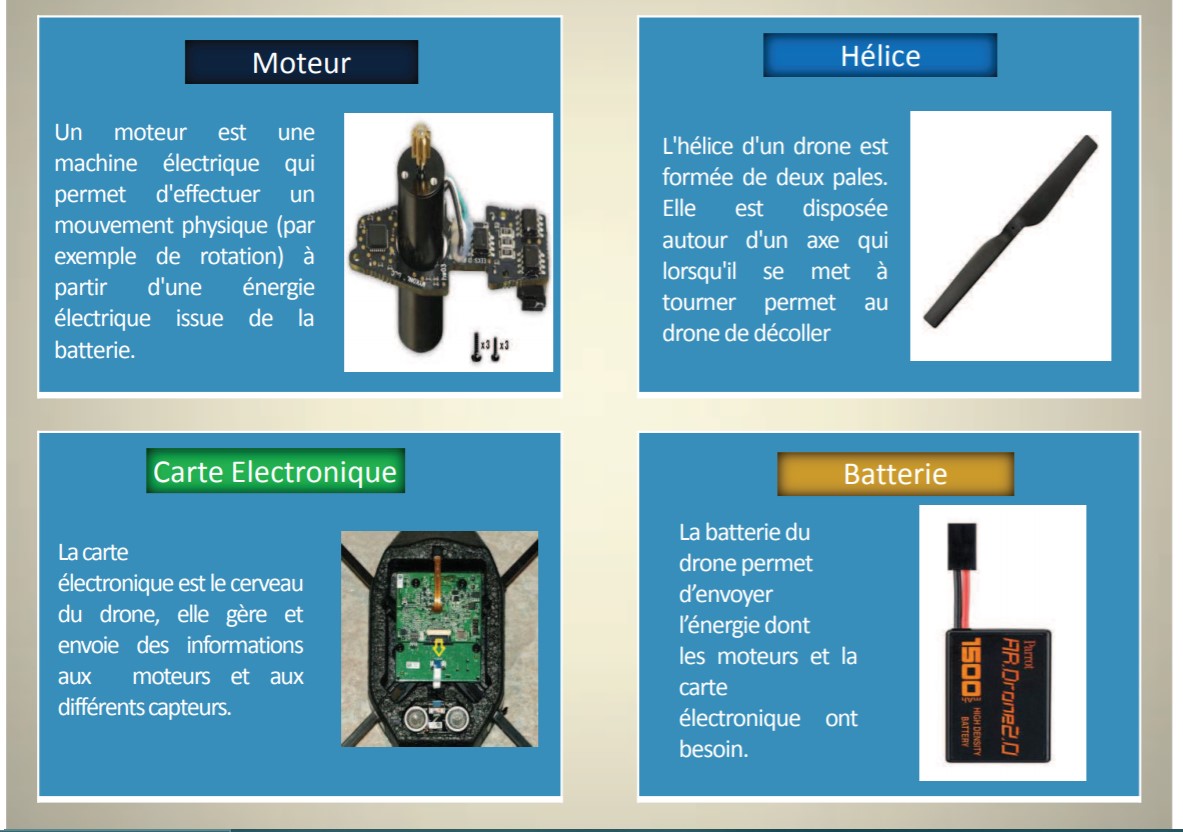 Moteur
Un moteur est une
machine électrique qui
permet d'effectuer un
mouvement physique (par
exemple de rotation) à
partir d'une énergie
électrique issue de la
batterie.
x3 x3
Hélice
L'hélice d'un drone est
formée de deux pales.
Elle est disposée
autour d'un axe qui
lorsqu'il se met à
tourner permet au
drone de décoller
Carte Electronique
La carte
électronique est le cerveau
du drone, elle gère et
envoie des informations
aux moteurs et aux
différents capteurs.
Batterie
La batterie du
drone permet
d’envoyer
l’énergie dont
les moteurs et la
carte
électronique ont
besoin.
Parrot
AR.Drone2.0
1500
HIGH DENSITY
BATTERY